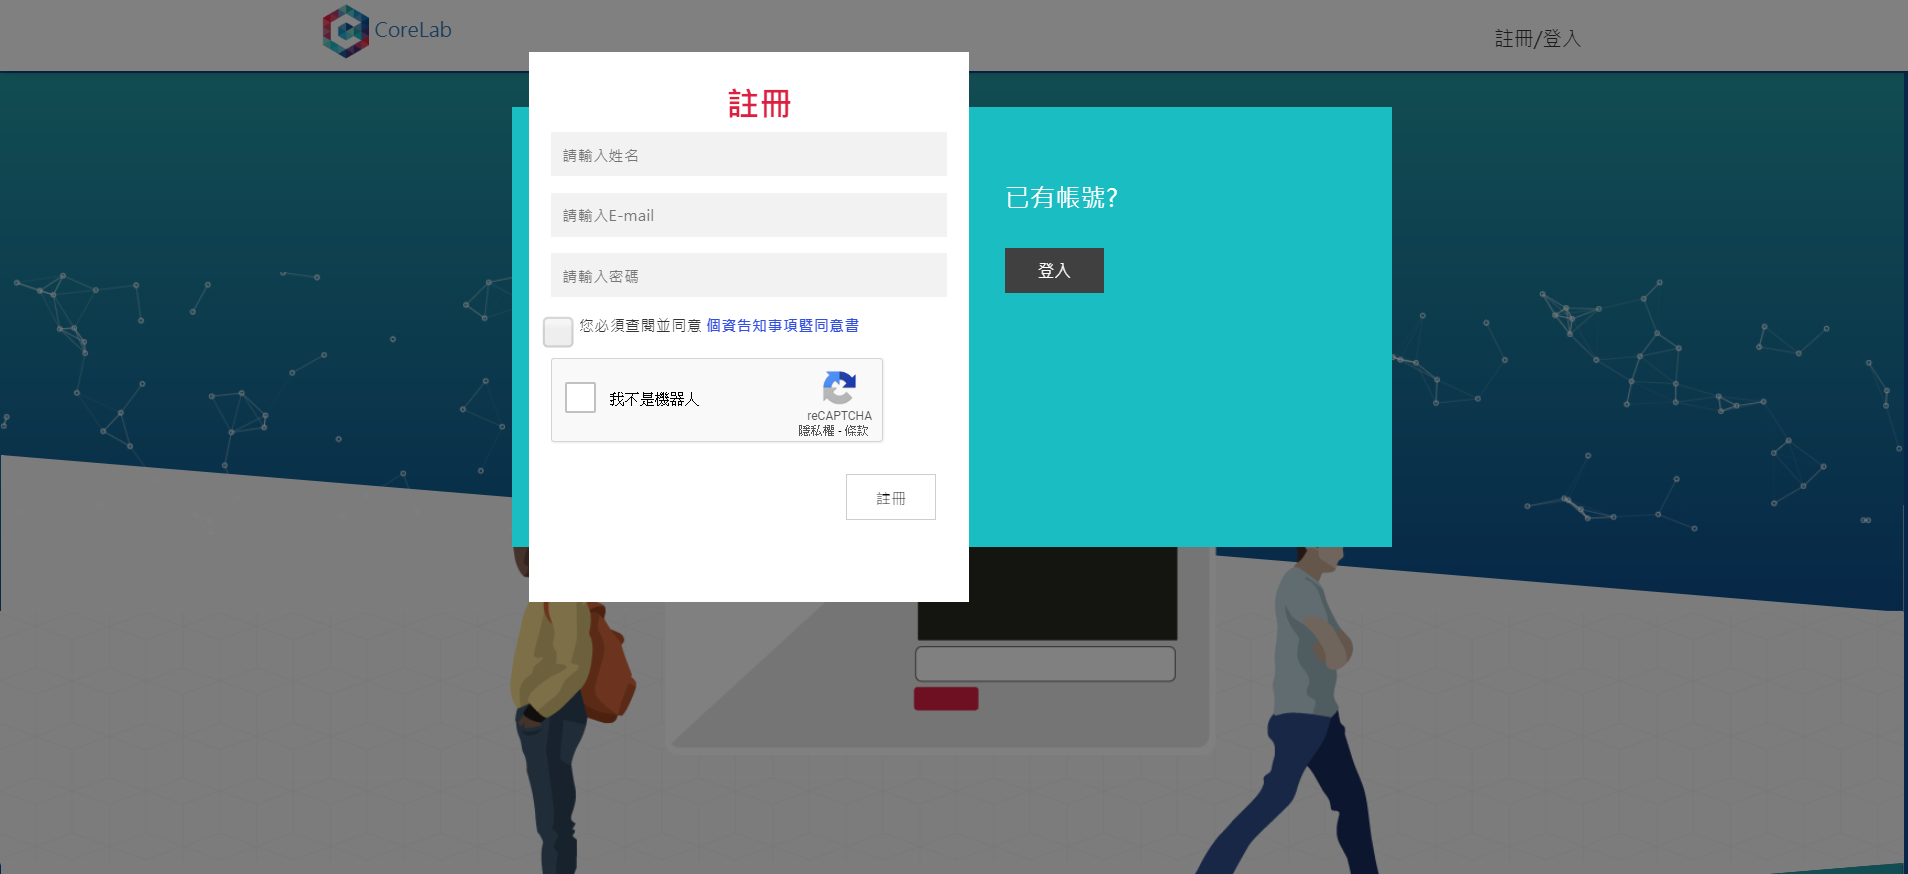 CoreLab
註冊/登入
註冊
請輸入姓名
請輸入E-mail
請輸入密碼
您必須查閱並同意 個資告知事項暨同意書
我不是機器人
reCAPTCHA
隱私權 - 條款
註冊
已有帳號?
登入